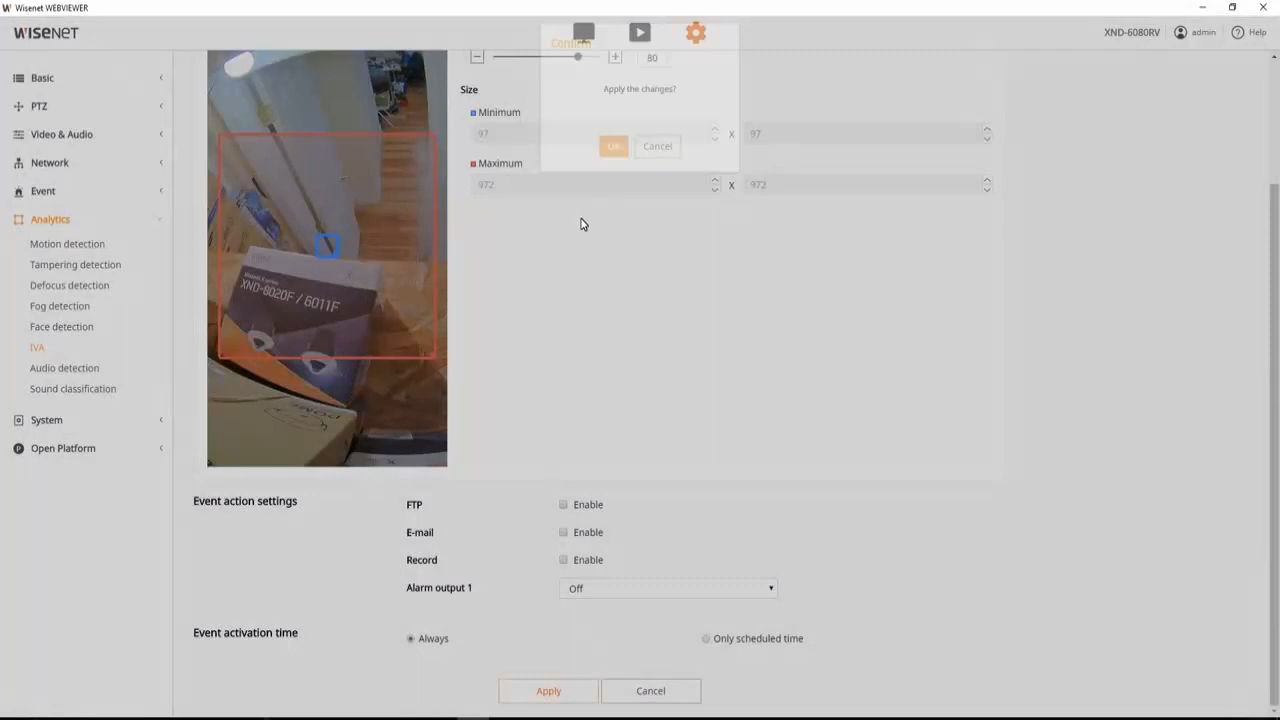 Wisenet WEBVIEWER
WISENET
XND-6080RV
admin
Help
Confirm
Apply the changes?
OK
Cancel
Basic
PTZ
Video & Audio
Network
Event
Analytics
Motion detection
Tampering detection
Defocus detection
Fog detection
Face detection
IVA
Audio detection
Sound classification
System
Open Platform
80
Size
Minimum
97 X 97
Maximum
972 X 972
XND-8020F / 6011F
DOME
Event action settings
FTP Enable
E-mail Enable
Record Enable
Alarm output 1 Off
Event activation time
Always Only scheduled time
Apply Cancel